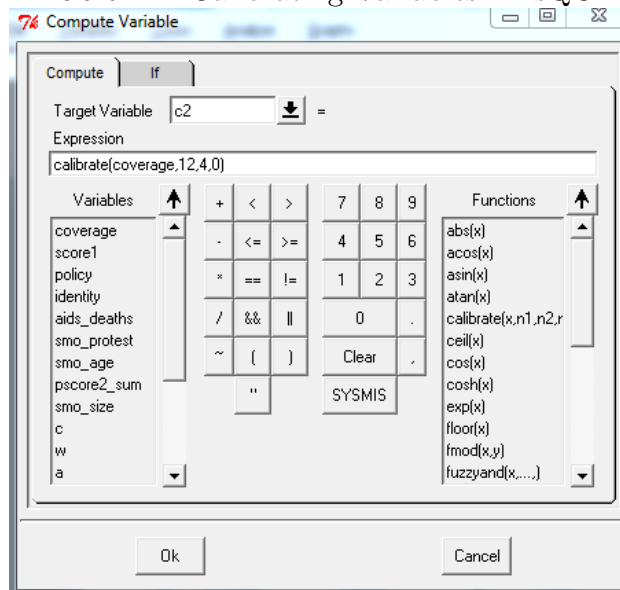 Compute Variable
Compute If
Target Variable c2 =
Expression
calibrate(coverage,12,4,0)
Variables + < > 7 8 9 Functions
coverage
score1
policy
identity
aids_deaths
smo_protest
smo_age
pscore2_sum
smo_size
c
w
a
- <= >= 4 5 6
* == != 1 2 3
/ && || 0 .
~ ( ) Clear ,
" SYSMIS
abs(x)
acos(x)
asin(x)
atan(x)
calibrate(x,n1,n2,r
ceil(x)
cos(x)
cosh(x)
exp(x)
floor(x)
fmod(x,y)
fuzzyand(x,...,)
Ok Cancel